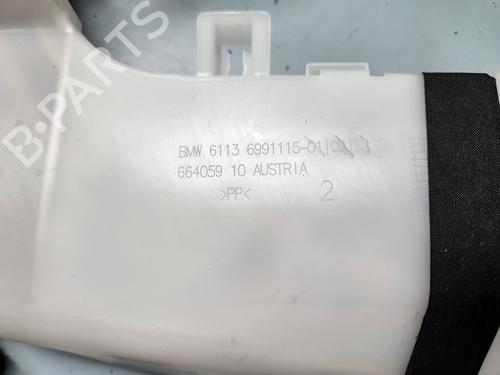 B-PARTS
BMW 6113 6991115-01
664059 10 AUSTRIA
>PP<
2